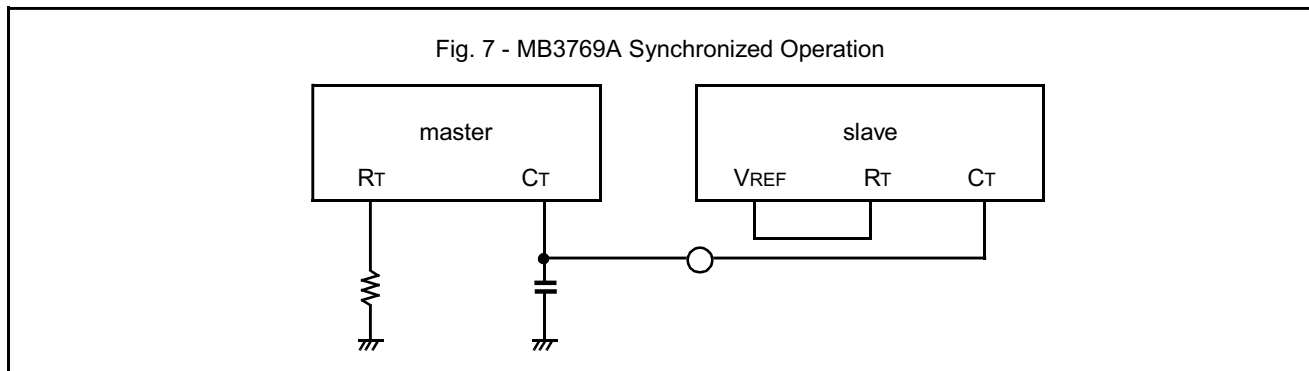 Fig. 7 - MB3769A Synchronized Operation
master
slave
RT
CT
VREF
RT
CT